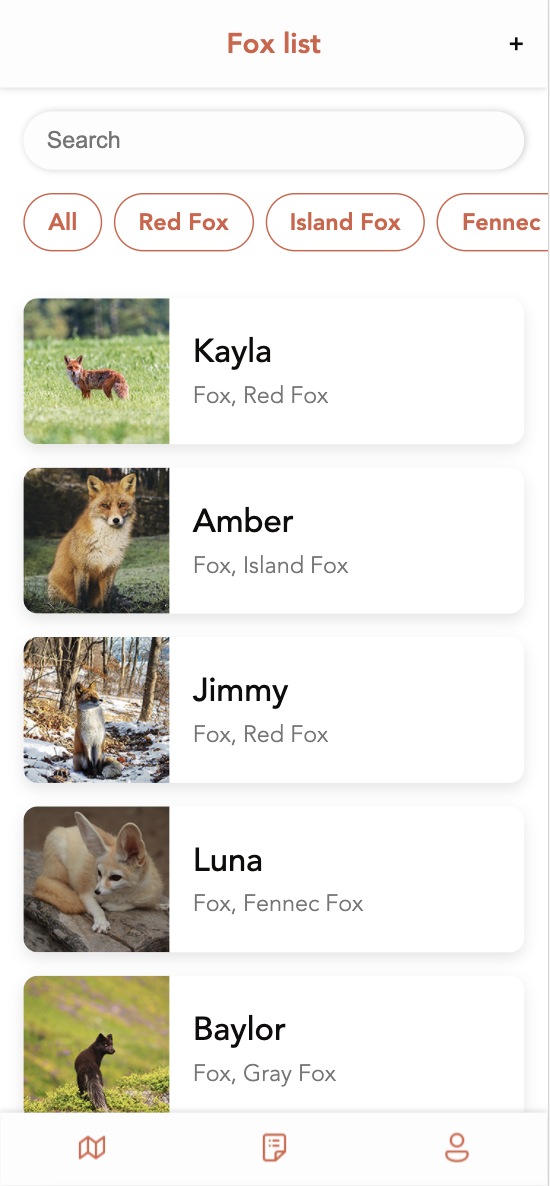 Fox list +
Search
All Red Fox Island Fox Fennec
Kayla
Fox, Red Fox
Amber
Fox, Island Fox
Jimmy
Fox, Red Fox
Luna
Fox, Fennec Fox
Baylor
Fox, Gray Fox